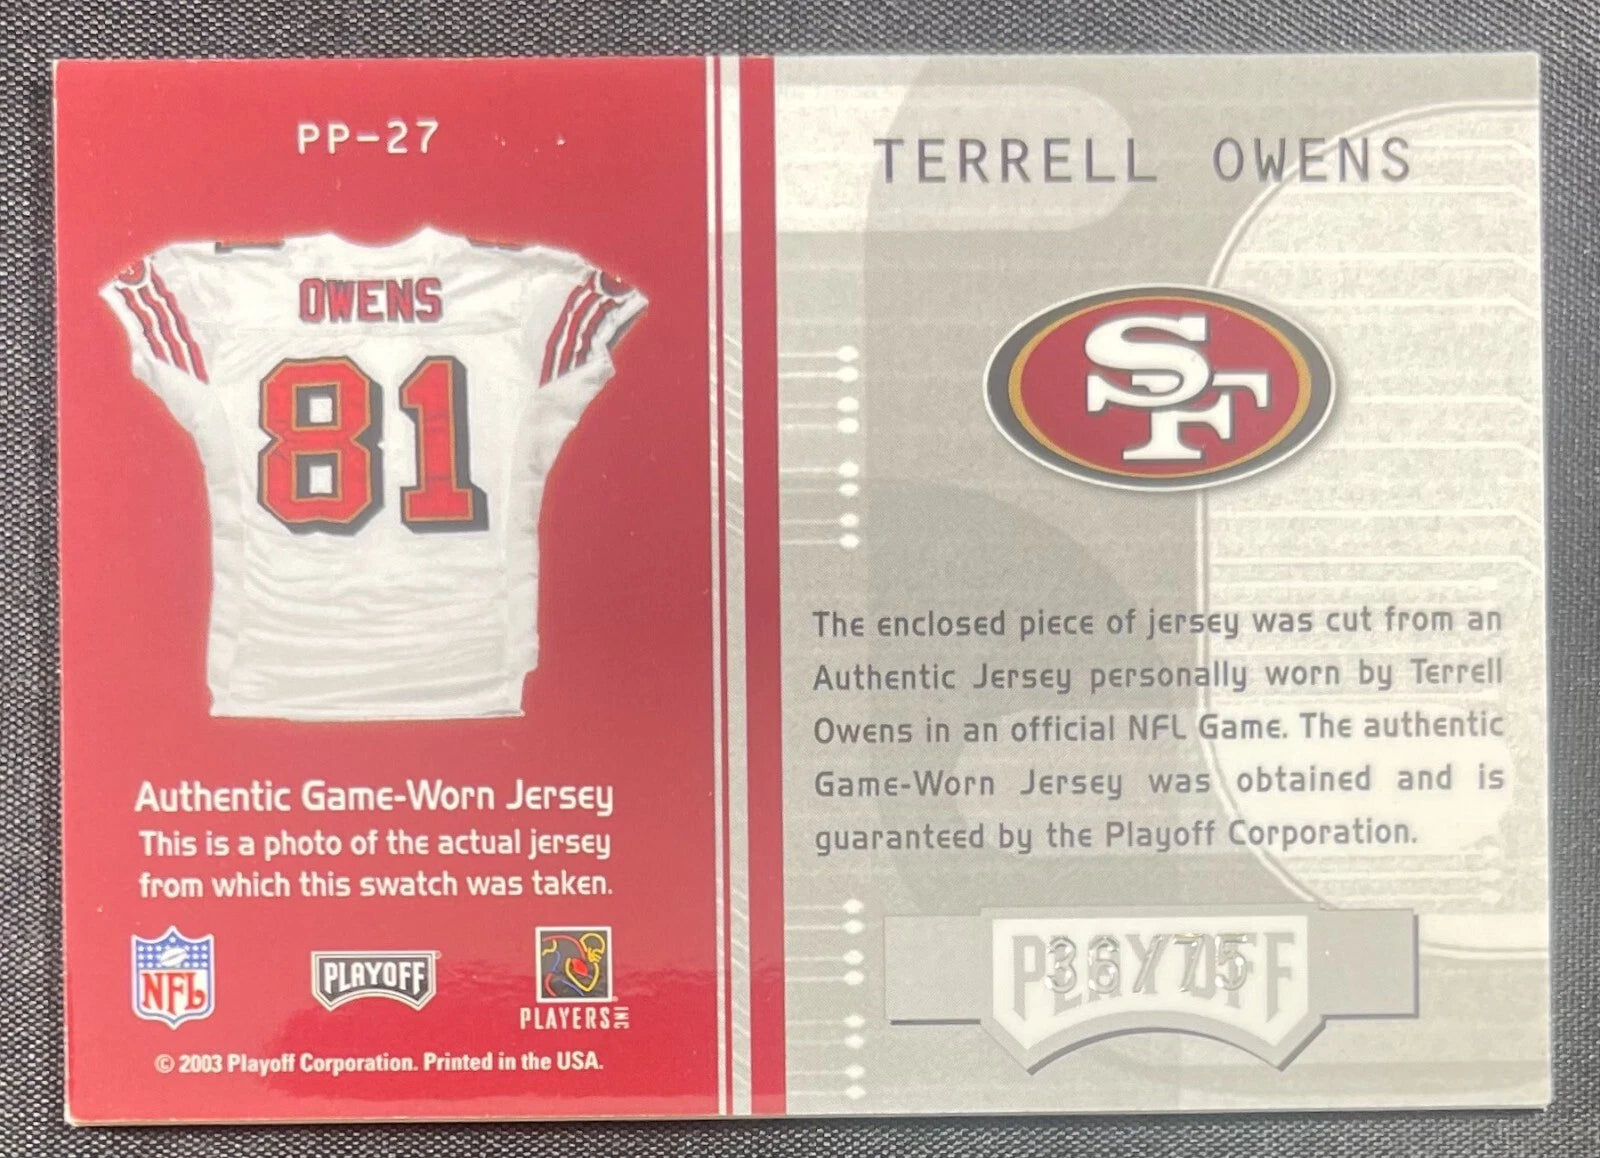 PP-27
OWENS
81
Authentic Game-Worn Jersey
This is a photo of the actual jersey
from which this swatch was taken.
NFL
PLAYOFF
PLAYERS INC
© 2003 Playoff Corporation. Printed in the USA.
TERRELL OWENS
SF
The enclosed piece of jersey was cut from an
Authentic Jersey personally worn by Terrell
Owens in an official NFL Game. The authentic
Game-Worn Jersey was obtained and is
guaranteed by the Playoff Corporation.
PLAYOFF
36/75